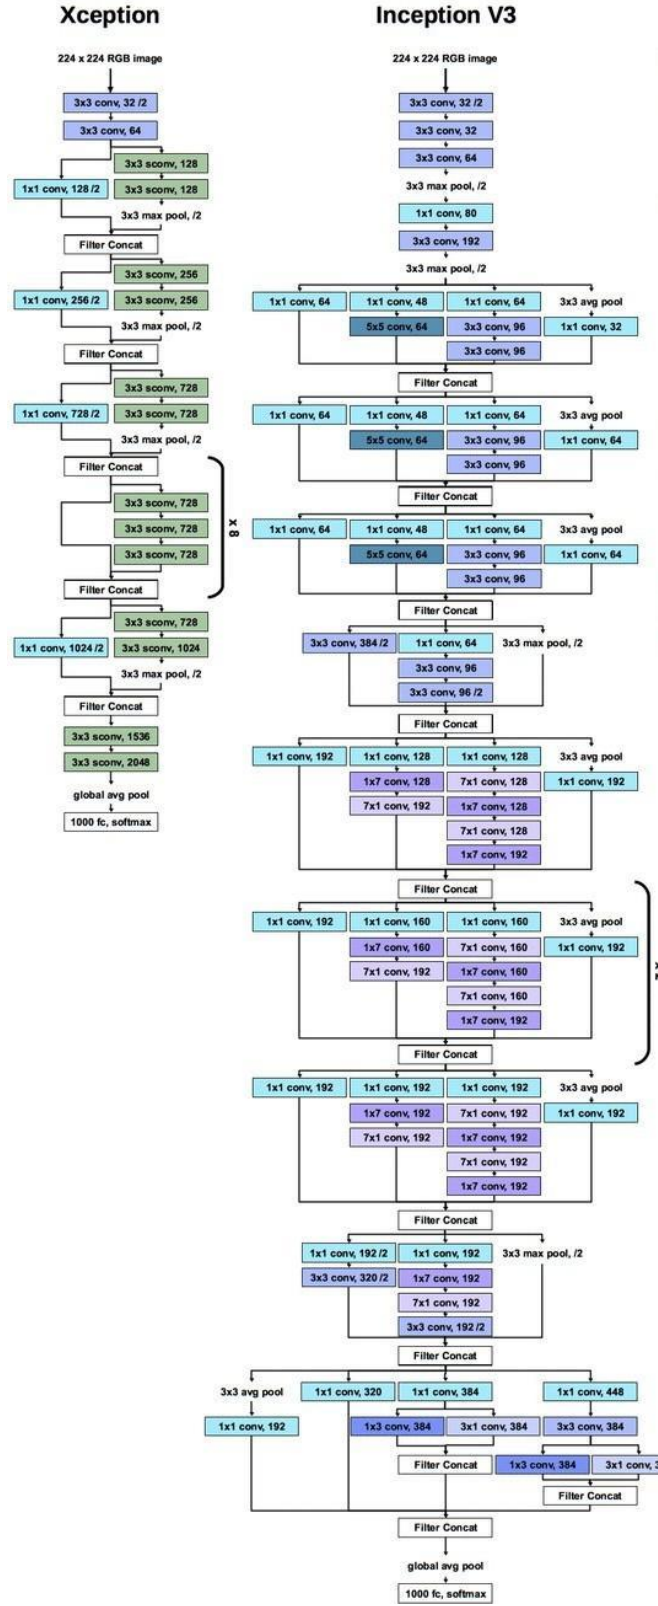 Xception
224 x 224 RGB image
3x3 conv, 32 /2
3x3 conv, 64
3x3 sconv, 128
1x1 conv, 128 /2
3x3 sconv, 128
3x3 max pool, /2
Filter Concat
3x3 sconv, 256
1x1 conv, 256 /2
3x3 sconv, 256
3x3 max pool, /2
Filter Concat
3x3 sconv, 728
1x1 conv, 728 /2
3x3 sconv, 728
3x3 max pool, /2
Filter Concat
3x3 sconv, 728
3x3 sconv, 728
3x3 sconv, 728
x 8
Filter Concat
3x3 sconv, 728
1x1 conv, 1024 /2
3x3 sconv, 1024
3x3 max pool, /2
Filter Concat
3x3 sconv, 1536
3x3 sconv, 2048
global avg pool
1000 fc, softmax
Inception V3
224 x 224 RGB image
3x3 conv, 32 /2
3x3 conv, 32
3x3 conv, 64
3x3 max pool, /2
1x1 conv, 80
3x3 conv, 192
3x3 max pool, /2
1x1 conv, 64 1x1 conv, 48 1x1 conv, 64 3x3 avg pool
5x5 conv, 64 3x3 conv, 96 1x1 conv, 32
3x3 conv, 96
Filter Concat
1x1 conv, 64 1x1 conv, 48 1x1 conv, 64 3x3 avg pool
5x5 conv, 64 3x3 conv, 96 1x1 conv, 64
3x3 conv, 96
Filter Concat
1x1 conv, 64 1x1 conv, 48 1x1 conv, 64 3x3 avg pool
5x5 conv, 64 3x3 conv, 96 1x1 conv, 64
3x3 conv, 96
Filter Concat
3x3 conv, 384 /2 1x1 conv, 64 3x3 max pool, /2
3x3 conv, 96
3x3 conv, 96 /2
Filter Concat
1x1 conv, 192 1x1 conv, 128 1x1 conv, 128 3x3 avg pool
1x7 conv, 128 7x1 conv, 128 1x1 conv, 192
7x1 conv, 192 1x7 conv, 128
7x1 conv, 128
1x7 conv, 192
Filter Concat
1x1 conv, 192 1x1 conv, 160 1x1 conv, 160 3x3 avg pool
1x7 conv, 160 7x1 conv, 160 1x1 conv, 192
7x1 conv, 192 1x7 conv, 160
7x1 conv, 160
1x7 conv, 192
Filter Concat
1x1 conv, 192 1x1 conv, 192 1x1 conv, 192 3x3 avg pool
1x7 conv, 192 7x1 conv, 192 1x1 conv, 192
7x1 conv, 192 1x7 conv, 192
7x1 conv, 192
1x7 conv, 192
Filter Concat
1x1 conv, 192 /2 1x1 conv, 192 3x3 max pool, /2
3x3 conv, 320 /2 1x7 conv, 192
7x1 conv, 192
3x3 conv, 192 /2
Filter Concat
3x3 avg pool 1x1 conv, 320 1x1 conv, 384 1x1 conv, 448
1x1 conv, 192 1x3 conv, 384 3x1 conv, 384 3x3 conv, 384
Filter Concat 1x3 conv, 384 3x1 conv,
Filter Concat
Filter Concat
global avg pool
1000 fc, softmax